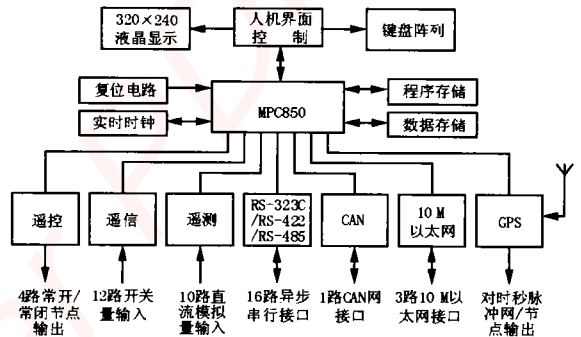 320×240
液晶显示
人机界面
控 制
键盘阵列
复位电路
程序存储
MPC850
实时时钟
数据存储
遥控
遥信
遥测
RS-323C
/RS-422
/RS-485
CAN
10 M
以太网
GPS
4路常开/
常闭节点
输出
12路开关
量输入
10路直
流模拟
量输入
16路异步
串行接口
1路CAN网
接口
3路10 M以
太网接口
对时秒脉
冲网/节
点输出